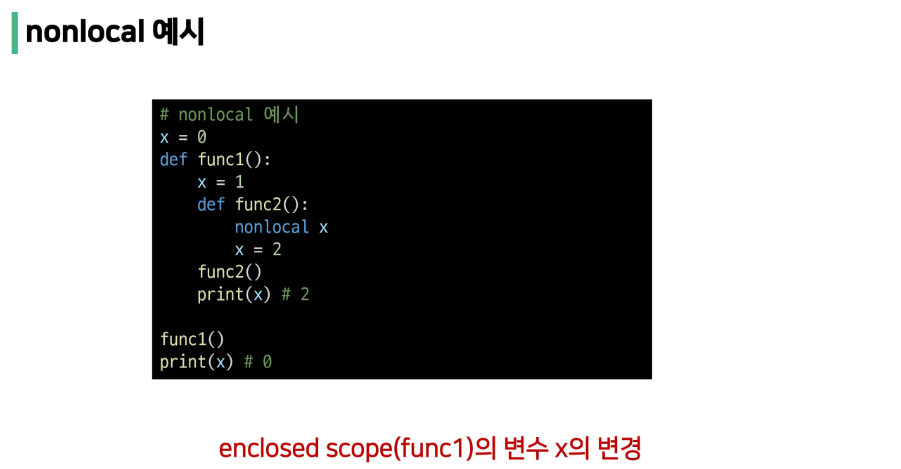 nonlocal 예시
# nonlocal 예시
x = 0
def func1():
    x = 1
    def func2():
        nonlocal x
        x = 2
    func2()
    print(x) # 2

func1()
print(x) # 0
enclosed scope(func1)의 변수 x의 변경